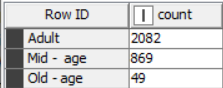 Row ID I count
Adult 2082
Mid - age 869
Old - age 49